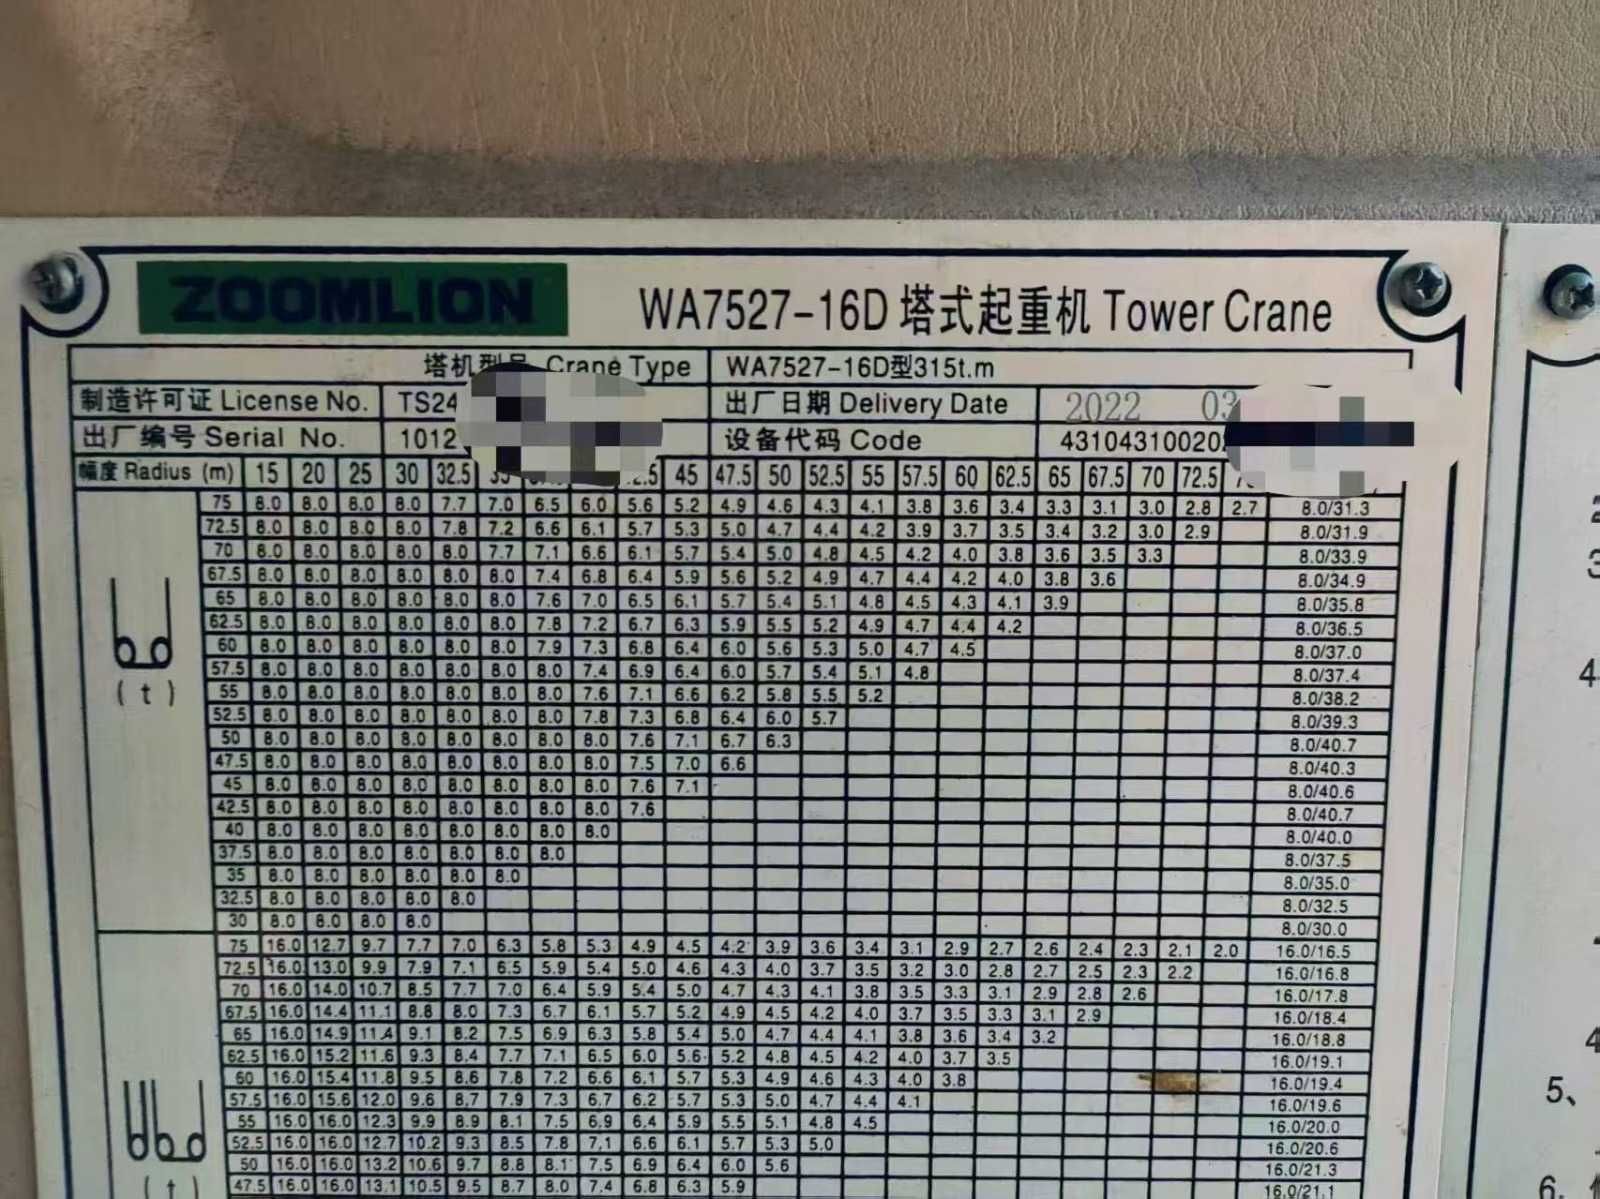 ZOOMLION
WA7527-16D 塔式起重机 Tower Crane
塔机型号 Crane Type WA7527-16D型315t.m
制造许可证 License No. TS24 出厂日期 Delivery Date 2022 03
出厂编号 Serial No. 1012 设备代码 Code 431043100202
幅度 Radius (m) 15 20 25 30 32.5 45 47.5 50 52.5 55 57.5 60 62.5 65 67.5 70 72.5
75 8.0 8.0 8.0 8.0 7.7 7.0 6.5 6.0 5.6 5.2 4.9 4.6 4.3 4.1 3.8 3.6 3.4 3.3 3.1 3.0 2.8 2.7 8.0/31.3
72.5 8.0 8.0 8.0 8.0 7.8 7.2 6.6 6.1 5.7 5.3 5.0 4.7 4.4 4.2 3.9 3.7 3.5 3.4 3.2 3.0 2.9 8.0/31.9
70 8.0 8.0 8.0 8.0 8.0 7.7 7.1 6.6 6.1 5.7 5.4 5.0 4.8 4.5 4.2 4.0 3.8 3.6 3.5 3.3 8.0/33.9
67.5 8.0 8.0 8.0 8.0 8.0 8.0 7.4 6.8 6.4 5.9 5.6 5.2 4.9 4.7 4.4 4.2 4.0 3.8 3.6 8.0/34.9
65 8.0 8.0 8.0 8.0 8.0 8.0 7.6 7.0 6.5 6.1 5.7 5.4 5.1 4.8 4.5 4.3 4.1 3.9 8.0/35.8
62.5 8.0 8.0 8.0 8.0 8.0 8.0 7.8 7.2 6.7 6.3 5.9 5.5 5.2 4.9 4.7 4.4 4.2 8.0/36.5
60 8.0 8.0 8.0 8.0 8.0 8.0 7.9 7.3 6.8 6.4 6.0 5.6 5.3 5.0 4.7 4.5 8.0/37.0
57.5 8.0 8.0 8.0 8.0 8.0 8.0 8.0 7.4 6.9 6.4 6.0 5.7 5.4 5.1 4.8 8.0/37.4
55 8.0 8.0 8.0 8.0 8.0 8.0 8.0 7.6 7.1 6.6 6.2 5.8 5.5 5.2 8.0/38.2
(t)
52.5 8.0 8.0 8.0 8.0 8.0 8.0 8.0 7.8 7.3 6.8 6.4 6.0 5.7 8.0/39.3
50 8.0 8.0 8.0 8.0 8.0 8.0 8.0 8.0 7.6 7.1 6.7 6.3 8.0/40.7
47.5 8.0 8.0 8.0 8.0 8.0 8.0 8.0 8.0 7.5 7.0 6.6 8.0/40.3
45 8.0 8.0 8.0 8.0 8.0 8.0 8.0 8.0 7.6 7.1 8.0/40.6
42.5 8.0 8.0 8.0 8.0 8.0 8.0 8.0 8.0 7.6 8.0/40.7
40 8.0 8.0 8.0 8.0 8.0 8.0 8.0 8.0 8.0/40.0
37.5 8.0 8.0 8.0 8.0 8.0 8.0 8.0 8.0/37.5
35 8.0 8.0 8.0 8.0 8.0 8.0 8.0/35.0
32.5 8.0 8.0 8.0 8.0 8.0 8.0/32.5
30 8.0 8.0 8.0 8.0 8.0/30.0
75 16.0 12.7 9.7 7.7 7.0 6.3 5.8 5.3 4.9 4.5 4.2 3.9 3.6 3.4 3.1 2.9 2.7 2.6 2.4 2.3 2.1 2.0 16.0/16.5
72.5 16.0 13.0 9.9 7.9 7.1 6.5 5.9 5.4 5.0 4.6 4.3 4.0 3.7 3.5 3.2 3.0 2.8 2.7 2.5 2.3 2.2 16.0/16.8
70 16.0 14.0 10.7 8.5 7.7 7.0 6.4 5.9 5.4 5.0 4.7 4.3 4.1 3.8 3.5 3.3 3.1 2.9 2.8 2.6 16.0/17.8
67.5 16.0 14.4 11.1 8.8 8.0 7.3 6.7 6.1 5.7 5.2 4.9 4.5 4.2 4.0 3.7 3.5 3.3 3.1 2.9 16.0/18.4
65 16.0 14.9 11.4 9.1 8.2 7.5 6.9 6.3 5.8 5.4 5.0 4.7 4.4 4.1 3.8 3.6 3.4 3.2 16.0/18.8
62.5 16.0 15.2 11.6 9.3 8.4 7.7 7.1 6.5 6.0 5.6 5.2 4.8 4.5 4.2 4.0 3.7 3.5 16.0/19.1
60 16.0 15.4 11.8 9.5 8.6 7.8 7.2 6.6 6.1 5.7 5.3 4.9 4.6 4.3 4.0 3.8 16.0/19.4
57.5 16.0 15.6 12.0 9.6 8.7 7.9 7.3 6.7 6.2 5.7 5.3 5.0 4.7 4.4 4.1 16.0/19.6
55 16.0 16.0 12.3 9.9 8.9 8.1 7.5 6.9 6.4 5.9 5.5 5.1 4.8 4.5 16.0/20.0
52.5 16.0 16.0 12.7 10.2 9.3 8.5 7.8 7.1 6.6 6.1 5.7 5.3 5.0 16.0/20.6
50 16.0 16.0 13.2 10.6 9.7 8.8 8.1 7.5 6.9 6.4 6.0 5.6 16.0/21.3
47.5 16.0 16.0 13.1 10.5 9.5 8.7 8.0 7.4 6.8 6.3 5.9 16.0/21.1
(t)
4
5、
6.